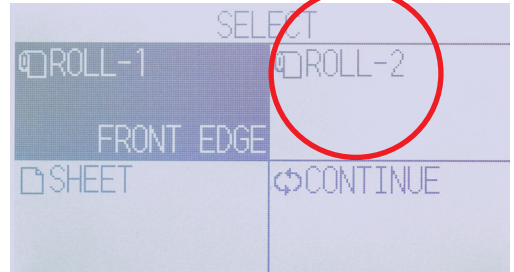 SELECT
ROLL-1
ROLL-2
FRONT EDGE
SHEET
CONTINUE